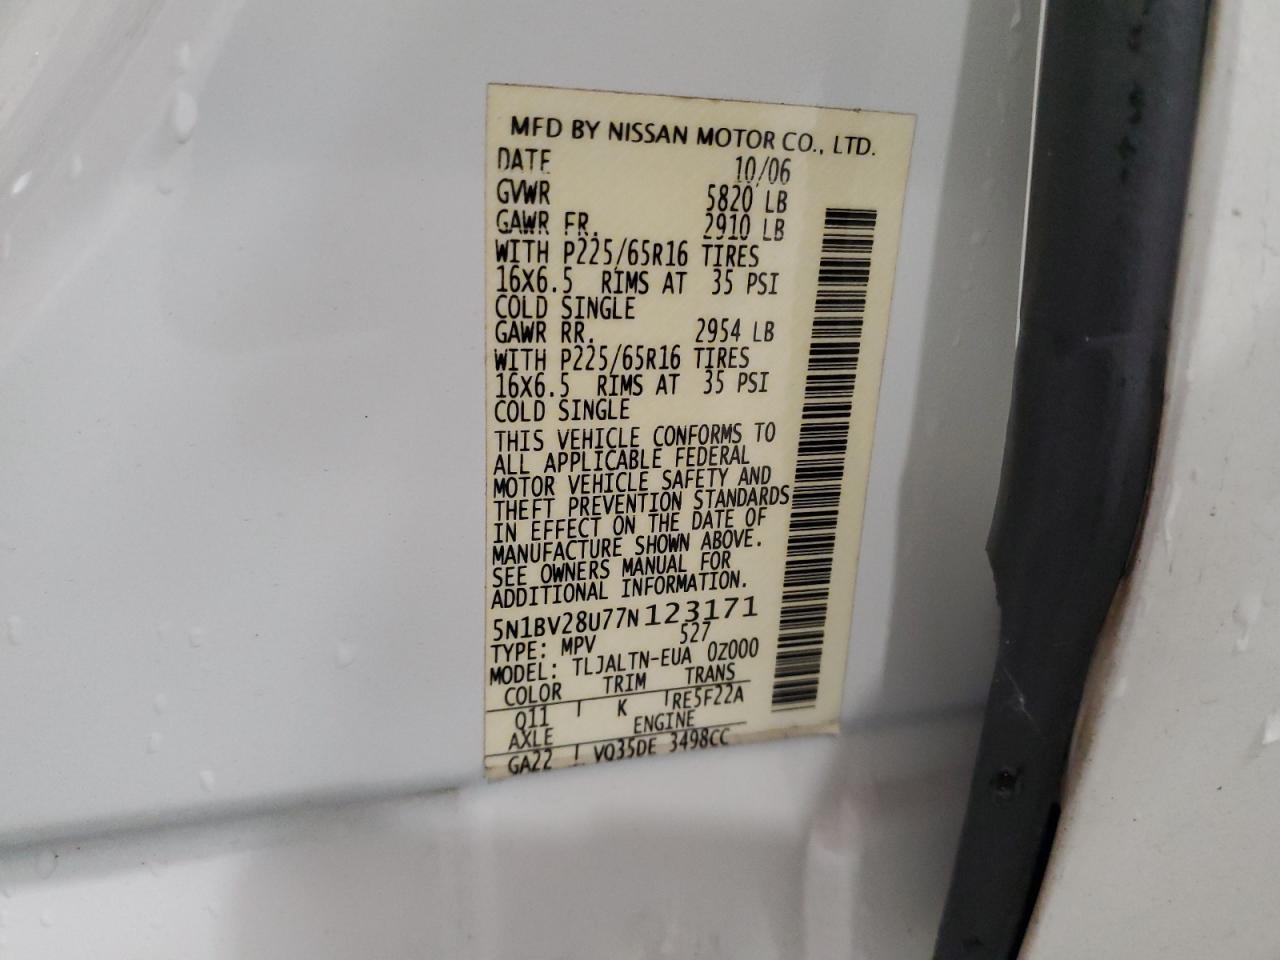 MFD BY NISSAN MOTOR CO., LTD.
DATE 10/06
GVWR 5820 LB
GAWR FR. 2910 LB
WITH P225/65R16 TIRES
16X6.5 RIMS AT 35 PSI
COLD SINGLE
GAWR RR. 2954 LB
WITH P225/65R16 TIRES
16X6.5 RIMS AT 35 PSI
COLD SINGLE
THIS VEHICLE CONFORMS TO
ALL APPLICABLE FEDERAL
MOTOR VEHICLE SAFETY AND
THEFT PREVENTION STANDARDS
IN EFFECT ON THE DATE OF
MANUFACTURE SHOWN ABOVE.
SEE OWNERS MANUAL FOR
ADDITIONAL INFORMATION.
5N1BV28U77N123171
TYPE: MPV 527
MODEL: TLJALTN-EUA 0Z000
COLOR TRIM TRANS
Q11 K RE5F22A
AXLE ENGINE
GA22 VQ35DE 3498CC